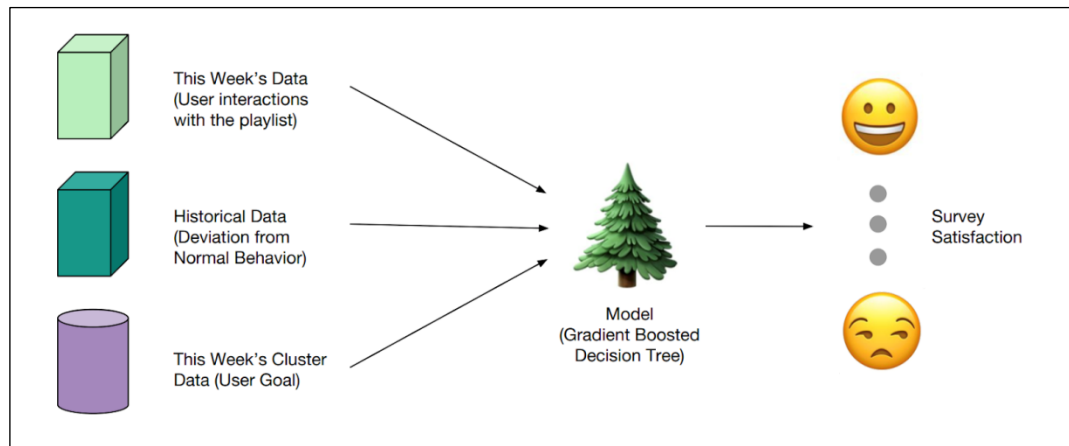 This Week's Data
(User interactions
with the playlist)
Historical Data
(Deviation from
Normal Behavior)
This Week's Cluster
Data (User Goal)
Model
(Gradient Boosted
Decision Tree)
Survey
Satisfaction